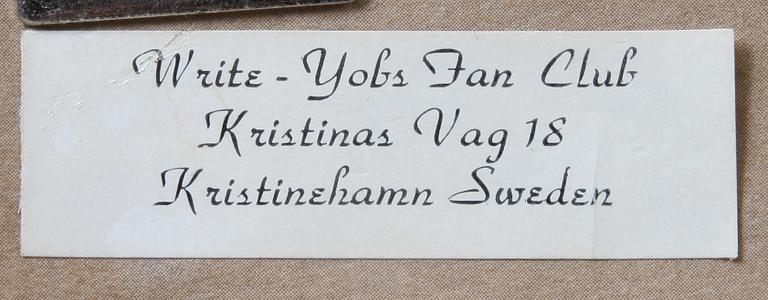 Write - Yobs Fan Club
Kristinas Vag 18
Kristinehamn Sweden